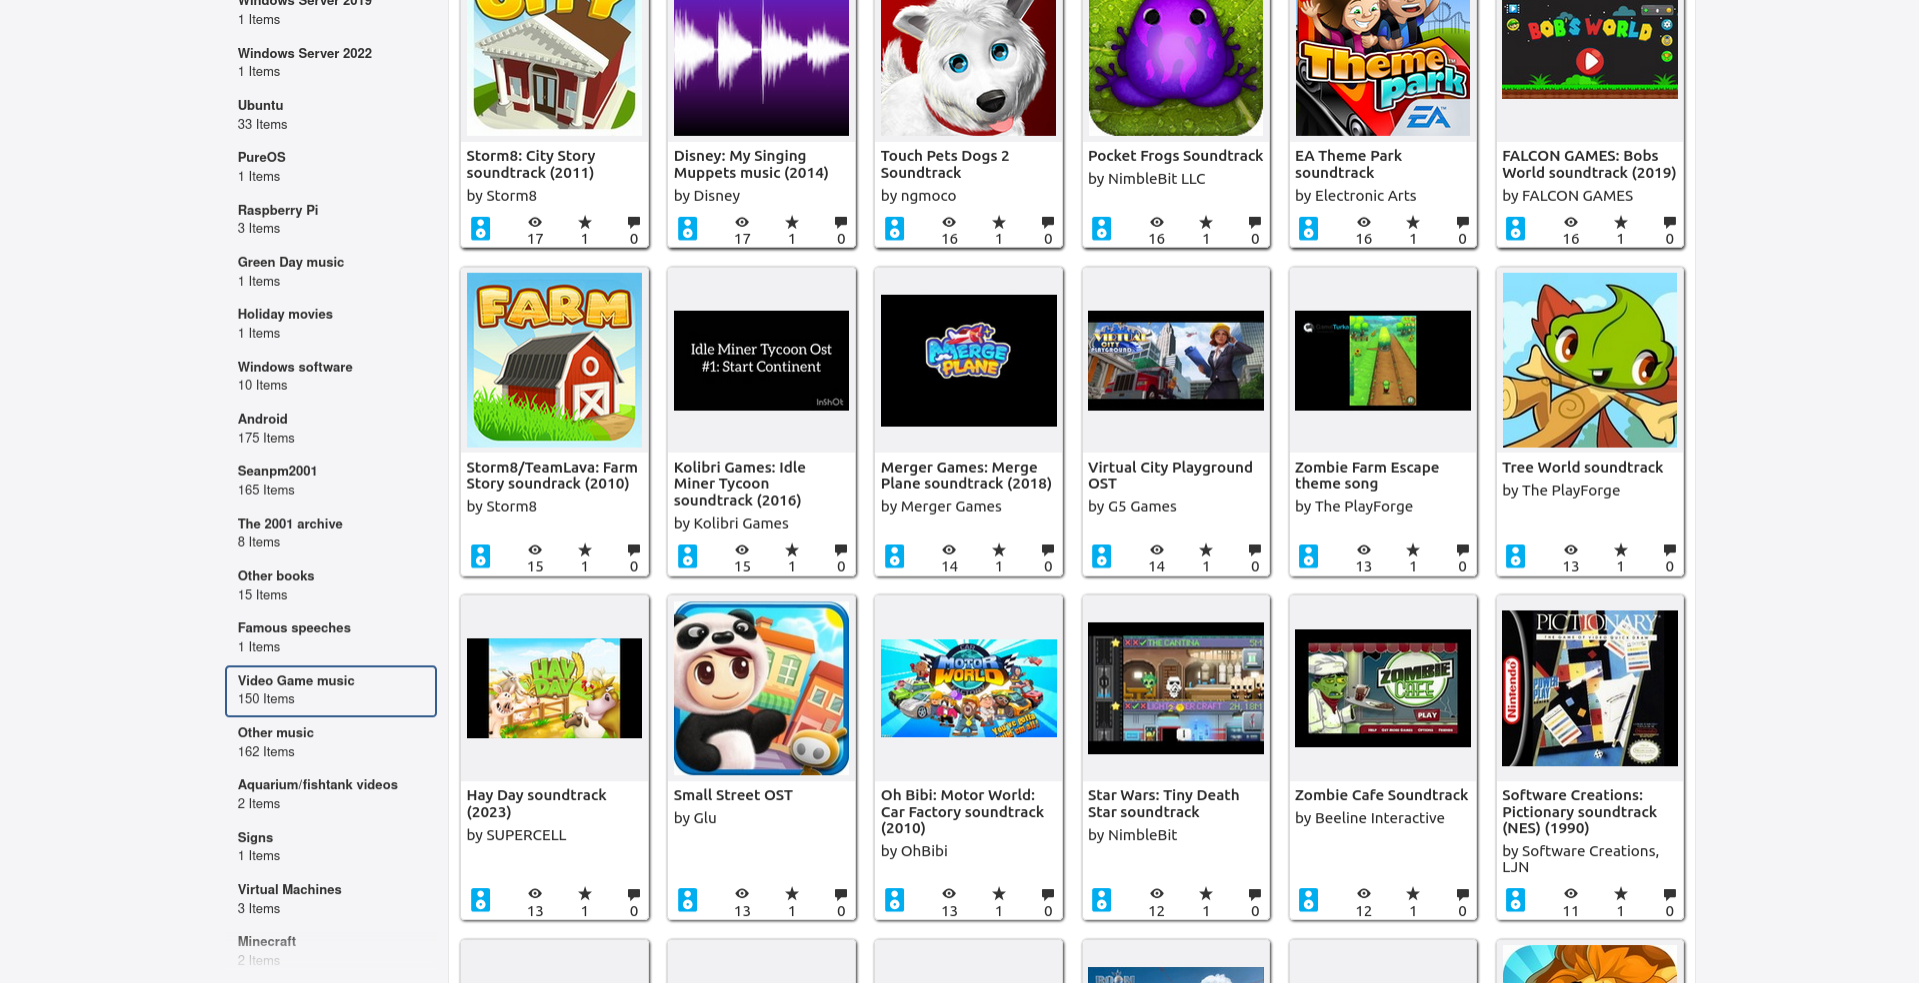 Windows Server 2019
1 Items
Windows Server 2022
1 Items
Ubuntu
33 Items
PureOS
1 Items
Raspberry Pi
3 Items
Green Day music
1 Items
Holiday movies
1 Items
Windows software
10 Items
Android
175 Items
Seanpm2001
165 Items
The 2001 archive
8 Items
Other books
15 Items
Famous speeches
1 Items
Video Game music
150 Items
Other music
162 Items
Aquarium/fishtank videos
2 Items
Signs
1 Items
Virtual Machines
3 Items
Minecraft
2 Items
CITY
Storm8: City Story
soundtrack (2011)
by Storm8
17 1 0
Disney: My Singing
Muppets music (2014)
by Disney
17 1 0
Touch Pets Dogs 2
Soundtrack
by ngmoco
16 1 0
Pocket Frogs Soundtrack
by NimbleBit LLC
16 1 0
Theme
park
EA
EA Theme Park
soundtrack
by Electronic Arts
16 1 0
BOB'S WORLD
FALCON GAMES: Bobs
World soundtrack (2019)
by FALCON GAMES
16 1 0
FARM
Storm8/TeamLava: Farm
Story soundrack (2010)
by Storm8
15 1 0
Idle Miner Tycoon Ost
#1: Start Continent
InShOt
Kolibri Games: Idle
Miner Tycoon
soundtrack (2016)
by Kolibri Games
15 1 0
MERGE
PLANE
Merger Games: Merge
Plane soundtrack (2018)
by Merger Games
14 1 0
VIRTUAL
CITY
PLAYGROUND
Virtual City Playground
OST
by G5 Games
14 1 0
Zombie Farm Escape
theme song
by The PlayForge
13 1 0
Tree World soundtrack
by The PlayForge
13 1 0
HAY
DAY
Hay Day soundtrack
(2023)
by SUPERCELL
13 1 0
Small Street OST
by Glu
13 1 0
MOTOR
WORLD
You've gotta
Oh Bibi: Motor World:
Car Factory soundtrack
(2010)
by OhBibi
13 1 0
THE CANTINA
5M
2H, 18M
Star Wars: Tiny Death
Star soundtrack
by NimbleBit
12 1 0
ZOMBIE
CAFE
PLAY
Zombie Cafe Soundtrack
by Beeline Interactive
12 1 0
PICTIONARY
THE GAME OF VIDEO QUICK DRAW
Nintendo
Software Creations:
Pictionary soundtrack
(NES) (1990)
by Software Creations,
LJN
11 1 0